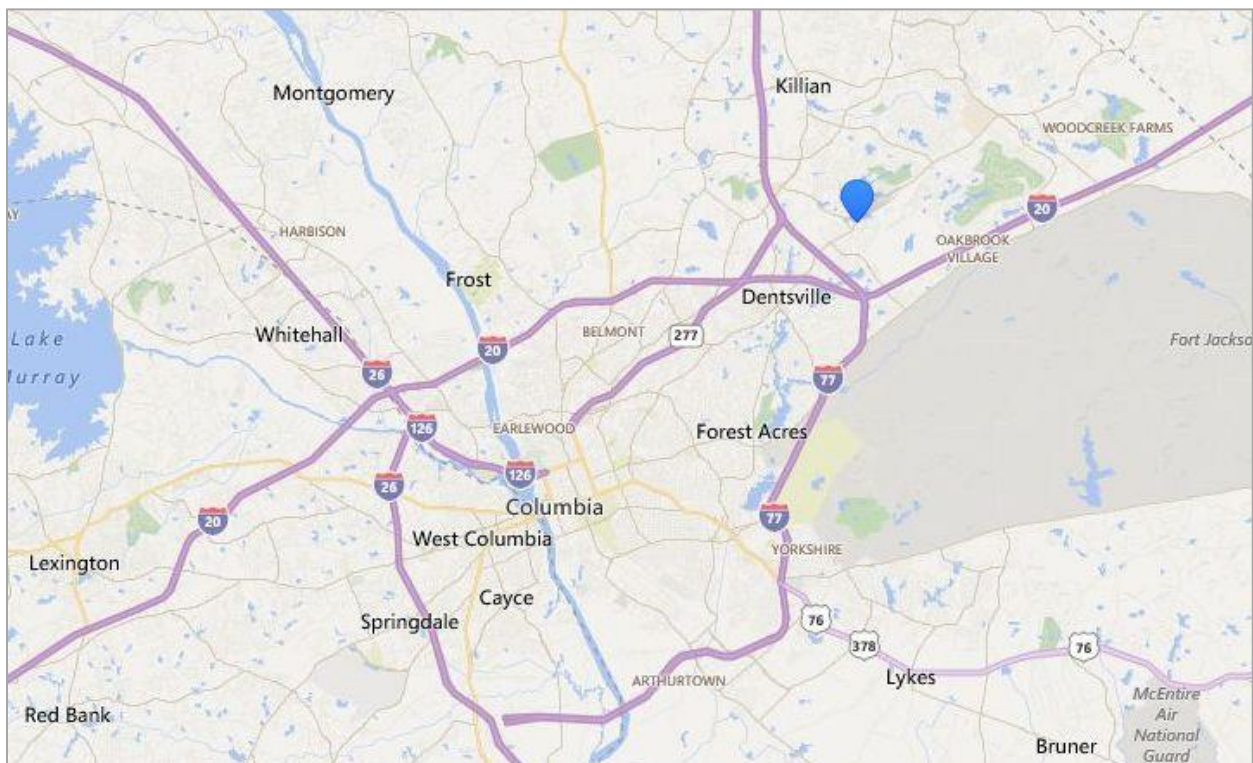 Killian
Montgomery
WOODCREEK FARMS
20
AY
HARBISON
OAKBROOK
VILLAGE
Frost
Dentsville
Whitehall
BELMONT
277
20
Lake
Murray
Fort Jackso
26
77
126
EARLEWOOD
Forest Acres
126
26
Columbia
20
77
West Columbia
YORKSHIRE
Lexington
Cayce
Springdale
76
378
76
Lykes
ARTHURTOWN
McEntire
Air
National
Guard
Red Bank
Bruner